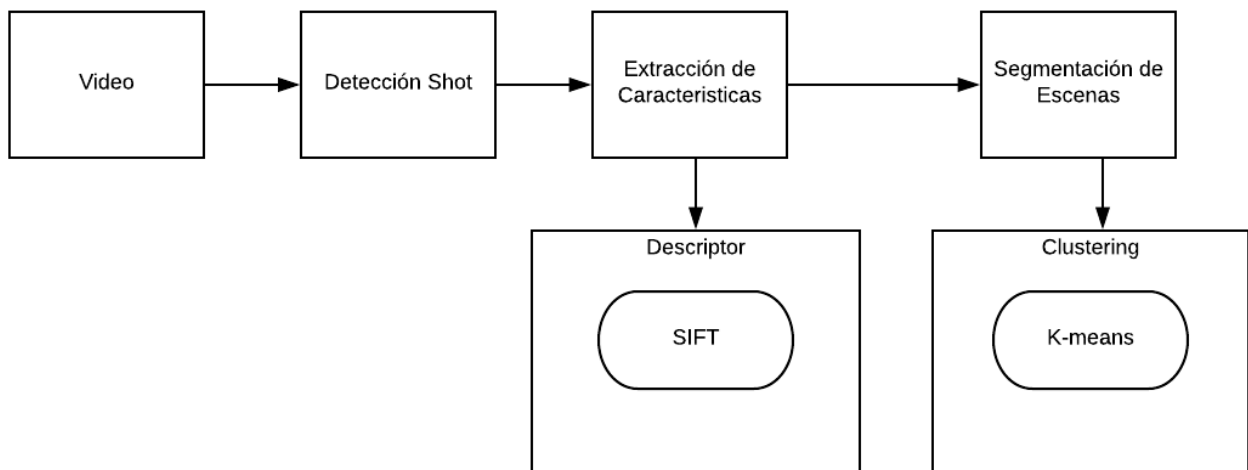 Video
Detección Shot
Extracción de
Caracteristicas
Segmentación de
Escenas
Descriptor
SIFT
Clustering
K-means